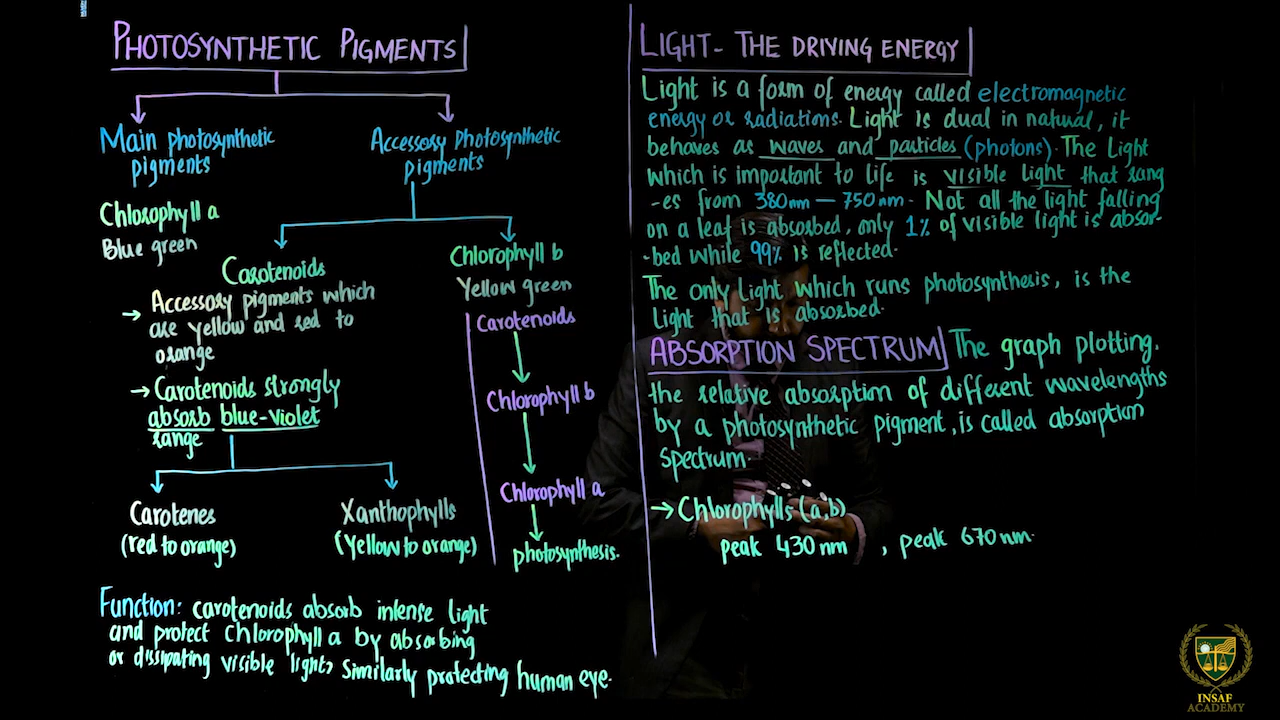 PHOTOSYNTHETIC PIGMENTS
Main photosynthetic
pigments
Chlorophyll a
Blue green
Accessory Photosynthetic
pigments
Carotenoids
→ Accessory pigments which
are yellow and red to
orange
→ Carotenoids strongly
absorb blue-violet
range
Carotenes
(red to orange)
Xanthophylls
(Yellow to orange)
Chlorophyll b
Yellow green
Carotenoids
Chlorophyll b
Chlorophyll a
photosynthesis.
Function: carotenoids absorb intense light
and protect Chlorophyll a by absorbing
or dissipating visible light, Similarly protecting human eye.
LIGHT - THE DRIVING ENERGY
Light is a form of energy called electromagnetic
energy or radiations. Light is dual in natural, it
behaves as waves and particles (photons). The Light
which is important to life is visible light that rang
-es from 380nm — 750nm. Not all the light falling
on a leaf is absorbed, only 1% of visible light is absor-
-bed while 99% is reflected.
The only Light which runs photosynthesis, is the
Light that is absorbed.
ABSORPTION SPECTRUM The graph plotting,
the relative absorption of different wavelengths
by a photosynthetic pigment, is called absorption
spectrum.
→ Chlorophylls (a,b)
peak 430nm , peak 670nm.
INSAF
ACADEMY